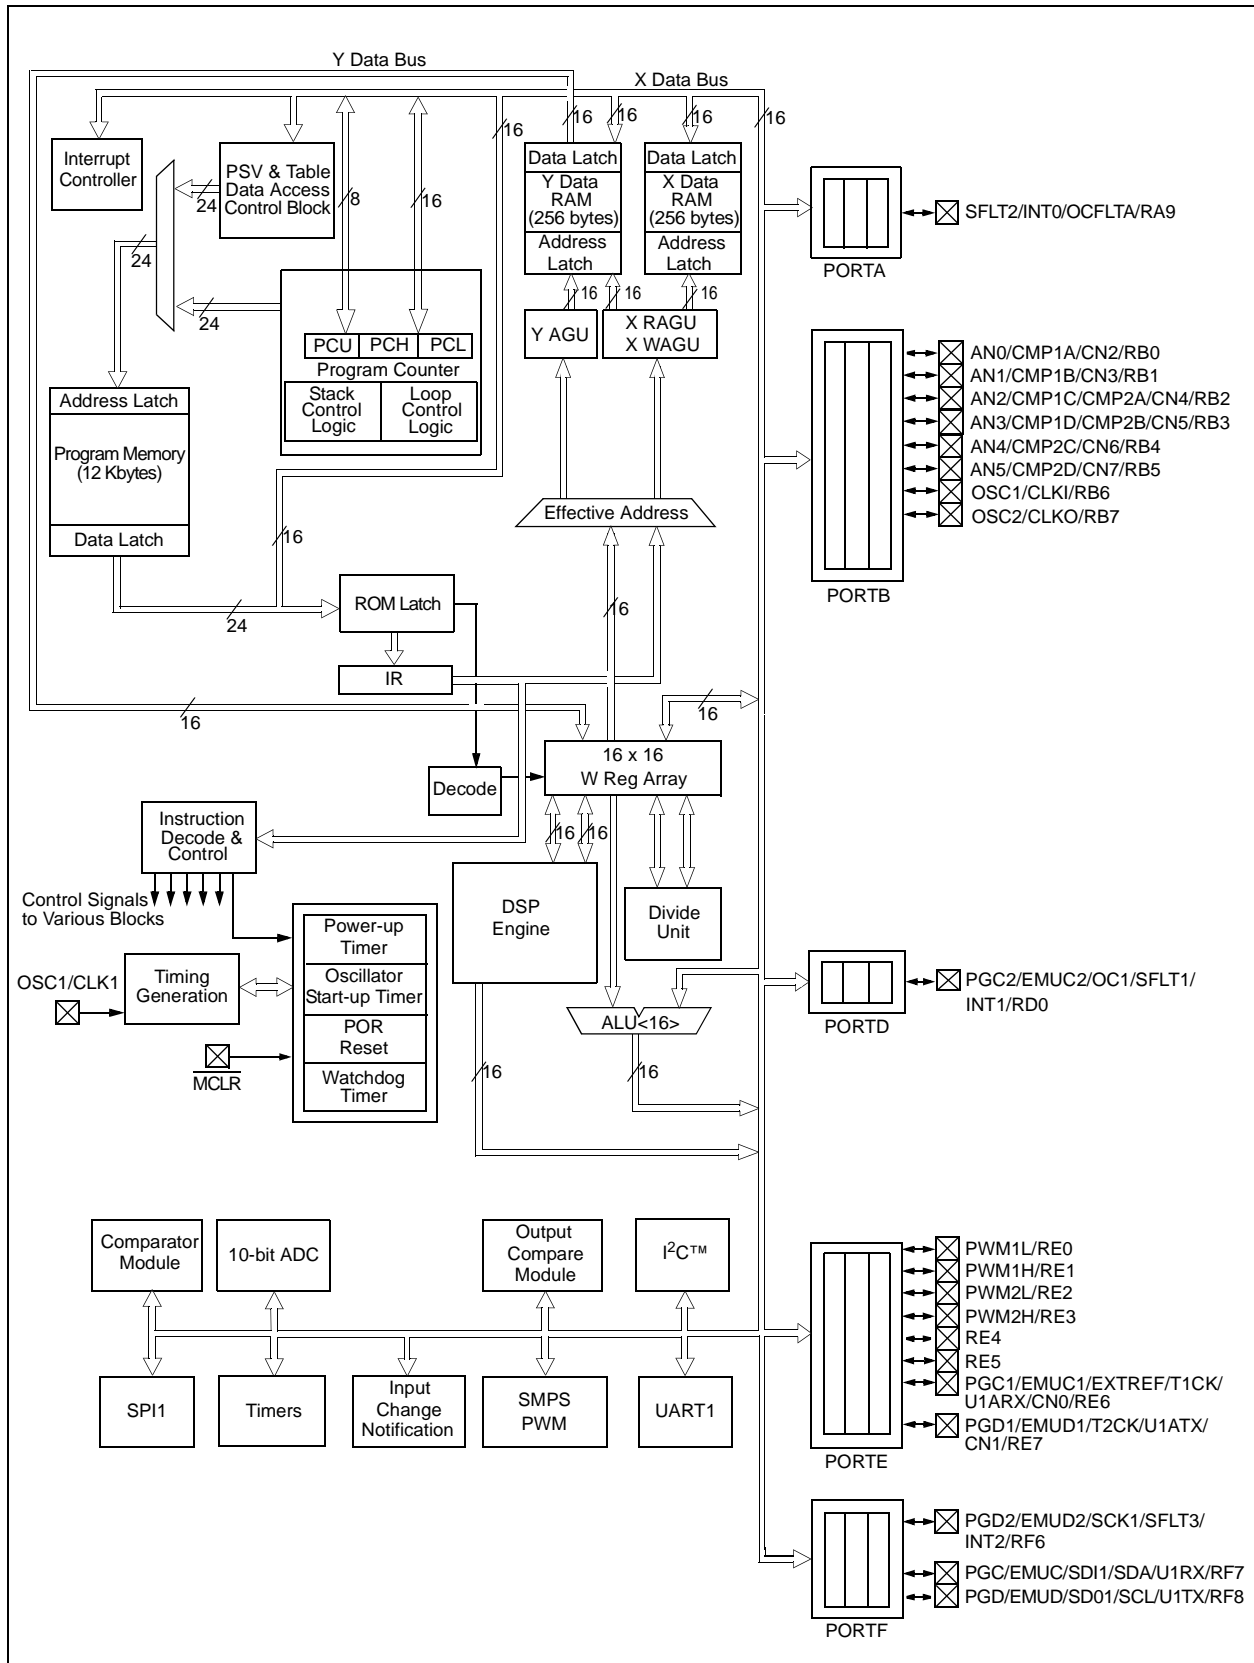 Y Data Bus
X Data Bus
16
16
16
16
16
Interrupt
Controller
PSV & Table
Data Access
Control Block
24
8
16
24
24
Data Latch
Y Data
RAM
(256 bytes)
Address
Latch
Data Latch
X Data
RAM
(256 bytes)
Address
Latch
16
16
16
Y AGU
X RAGU
X WAGU
PCU
PCH
PCL
Program Counter
Stack
Control
Logic
Loop
Control
Logic
Address Latch
Program Memory
(12 Kbytes)
Data Latch
Effective Address
16
24
ROM Latch
16
IR
16
16
16 x 16
W Reg Array
Decode
Instruction
Decode &
Control
16
16
Control Signals
to Various Blocks
DSP
Engine
Divide
Unit
Power-up
Timer
Oscillator
Start-up Timer
POR
Reset
Watchdog
Timer
OSC1/CLK1
Timing
Generation
MCLR
ALU<16>
16
16
Comparator
Module
10-bit ADC
Output
Compare
Module
I2C™
SPI1
Timers
Input
Change
Notification
SMPS
PWM
UART1
SFLT2/INT0/OCFLTA/RA9
PORTA
AN0/CMP1A/CN2/RB0
AN1/CMP1B/CN3/RB1
AN2/CMP1C/CMP2A/CN4/RB2
AN3/CMP1D/CMP2B/CN5/RB3
AN4/CMP2C/CN6/RB4
AN5/CMP2D/CN7/RB5
OSC1/CLKI/RB6
OSC2/CLKO/RB7
PORTB
PGC2/EMUC2/OC1/SFLT1/
INT1/RD0
PORTD
PWM1L/RE0
PWM1H/RE1
PWM2L/RE2
PWM2H/RE3
RE4
RE5
PGC1/EMUC1/EXTREF/T1CK/
U1ARX/CN0/RE6
PGD1/EMUD1/T2CK/U1ATX/
CN1/RE7
PORTE
PGD2/EMUD2/SCK1/SFLT3/
INT2/RF6
PGC/EMUC/SDI1/SDA/U1RX/RF7
PGD/EMUD/SD01/SCL/U1TX/RF8
PORTF